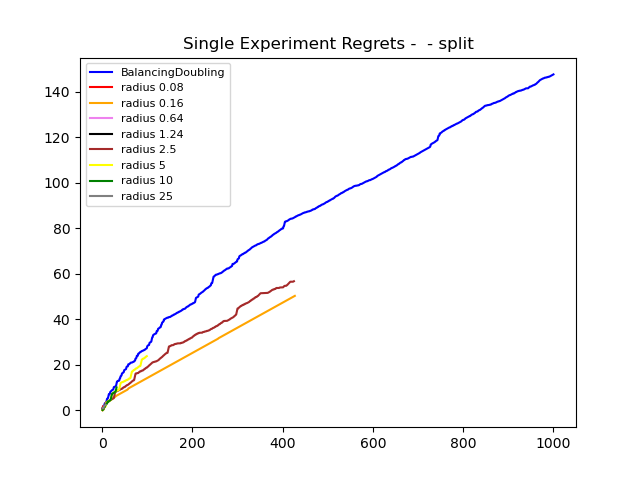 Single Experiment Regrets -  - split
BalancingDoubling
radius 0.08
radius 0.16
radius 0.64
radius 1.24
radius 2.5
radius 5
radius 10
radius 25
140
120
100
80
60
40
20
0
0 200 400 600 800 1000